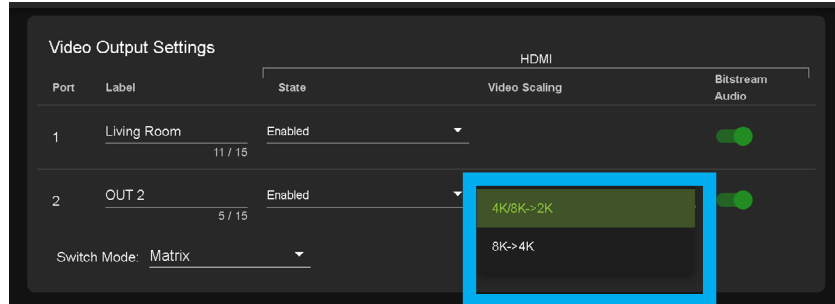 Video Output Settings
HDMI
Port Label State Video Scaling Bitstream Audio
1 Living Room Enabled
11 / 15
2 OUT 2 Enabled
5 / 15
4K/8K->2K
8K->4K
Switch Mode: Matrix